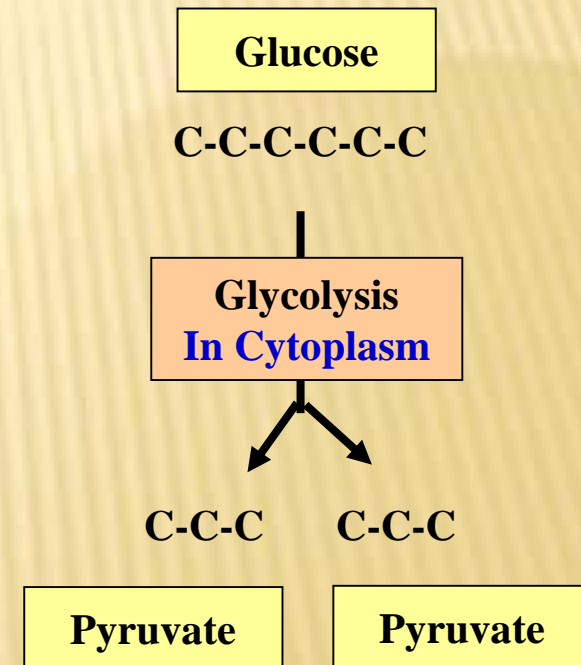 Glucose
C-C-C-C-C-C
Glycolysis
In Cytoplasm
C-C-C C-C-C
Pyruvate Pyruvate